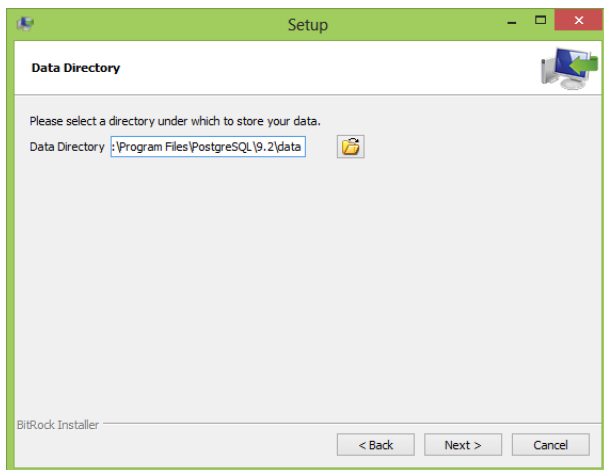 Setup
Data Directory
Please select a directory under which to store your data.
Data Directory :\Program Files\PostgreSQL\9.2\data
BitRock Installer
< Back Next > Cancel